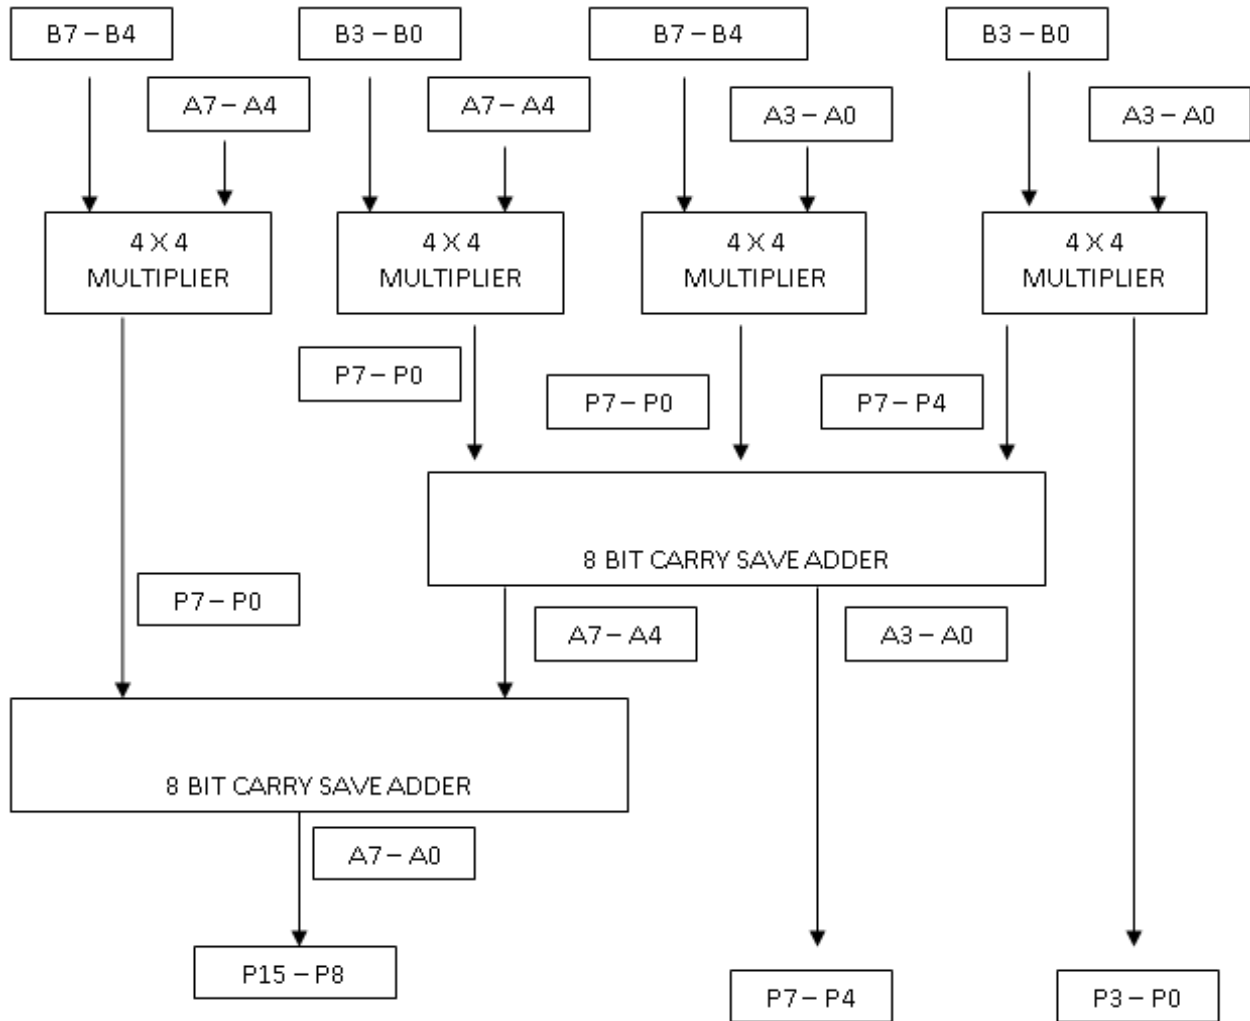 B7 – B4
B3 – B0
B7 – B4
B3 – B0
A7 – A4
A7 – A4
A3 – A0
A3 – A0
4 X 4
MULTIPLIER
4 X 4
MULTIPLIER
4 X 4
MULTIPLIER
4 X 4
MULTIPLIER
P7 – P0
P7 – P0
P7 – P4
8 BIT CARRY SAVE ADDER
P7 – P0
A7 – A4
A3 – A0
8 BIT CARRY SAVE ADDER
A7 – A0
P15 – P8
P7 – P4
P3 – P0